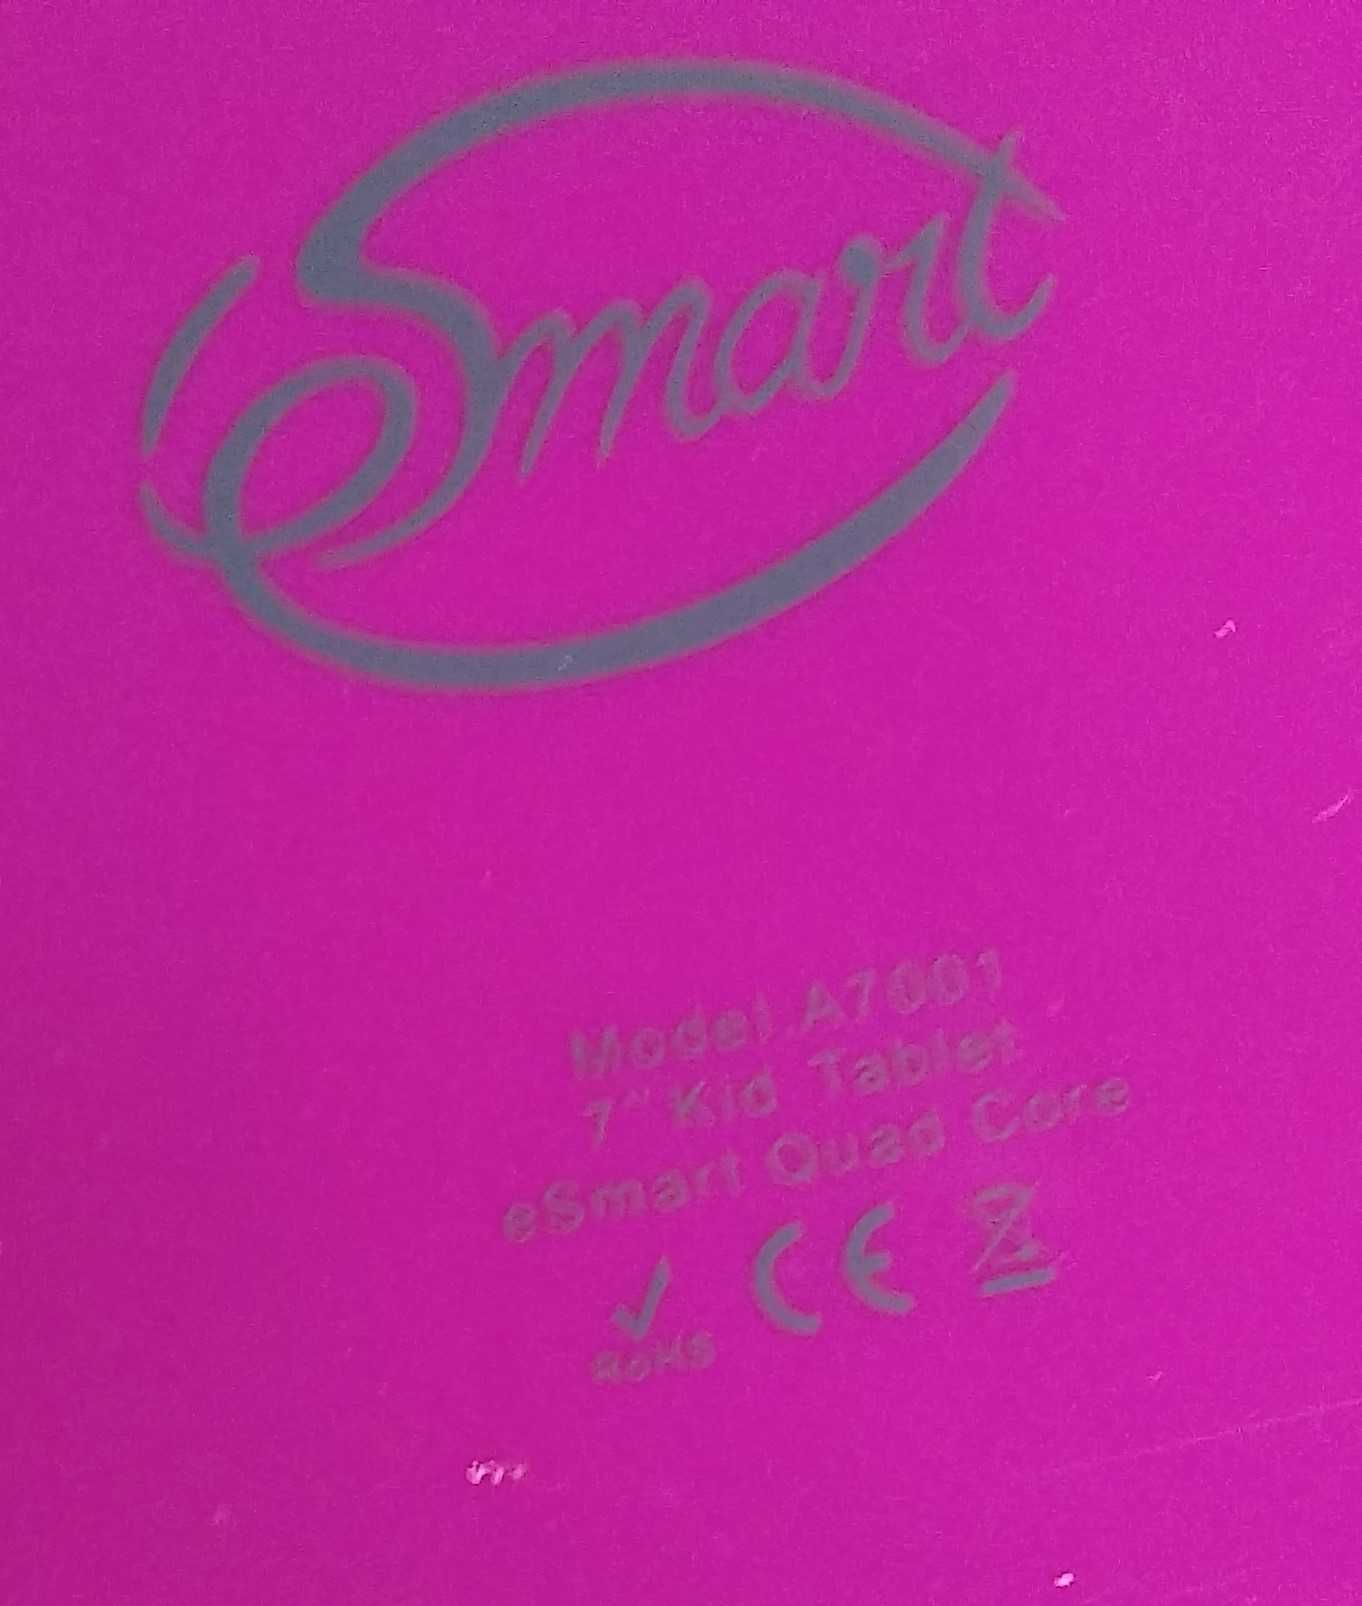 eSmart
Model A7001
7" Kid Tablet
eSmart Quad Core
CE
RoHS